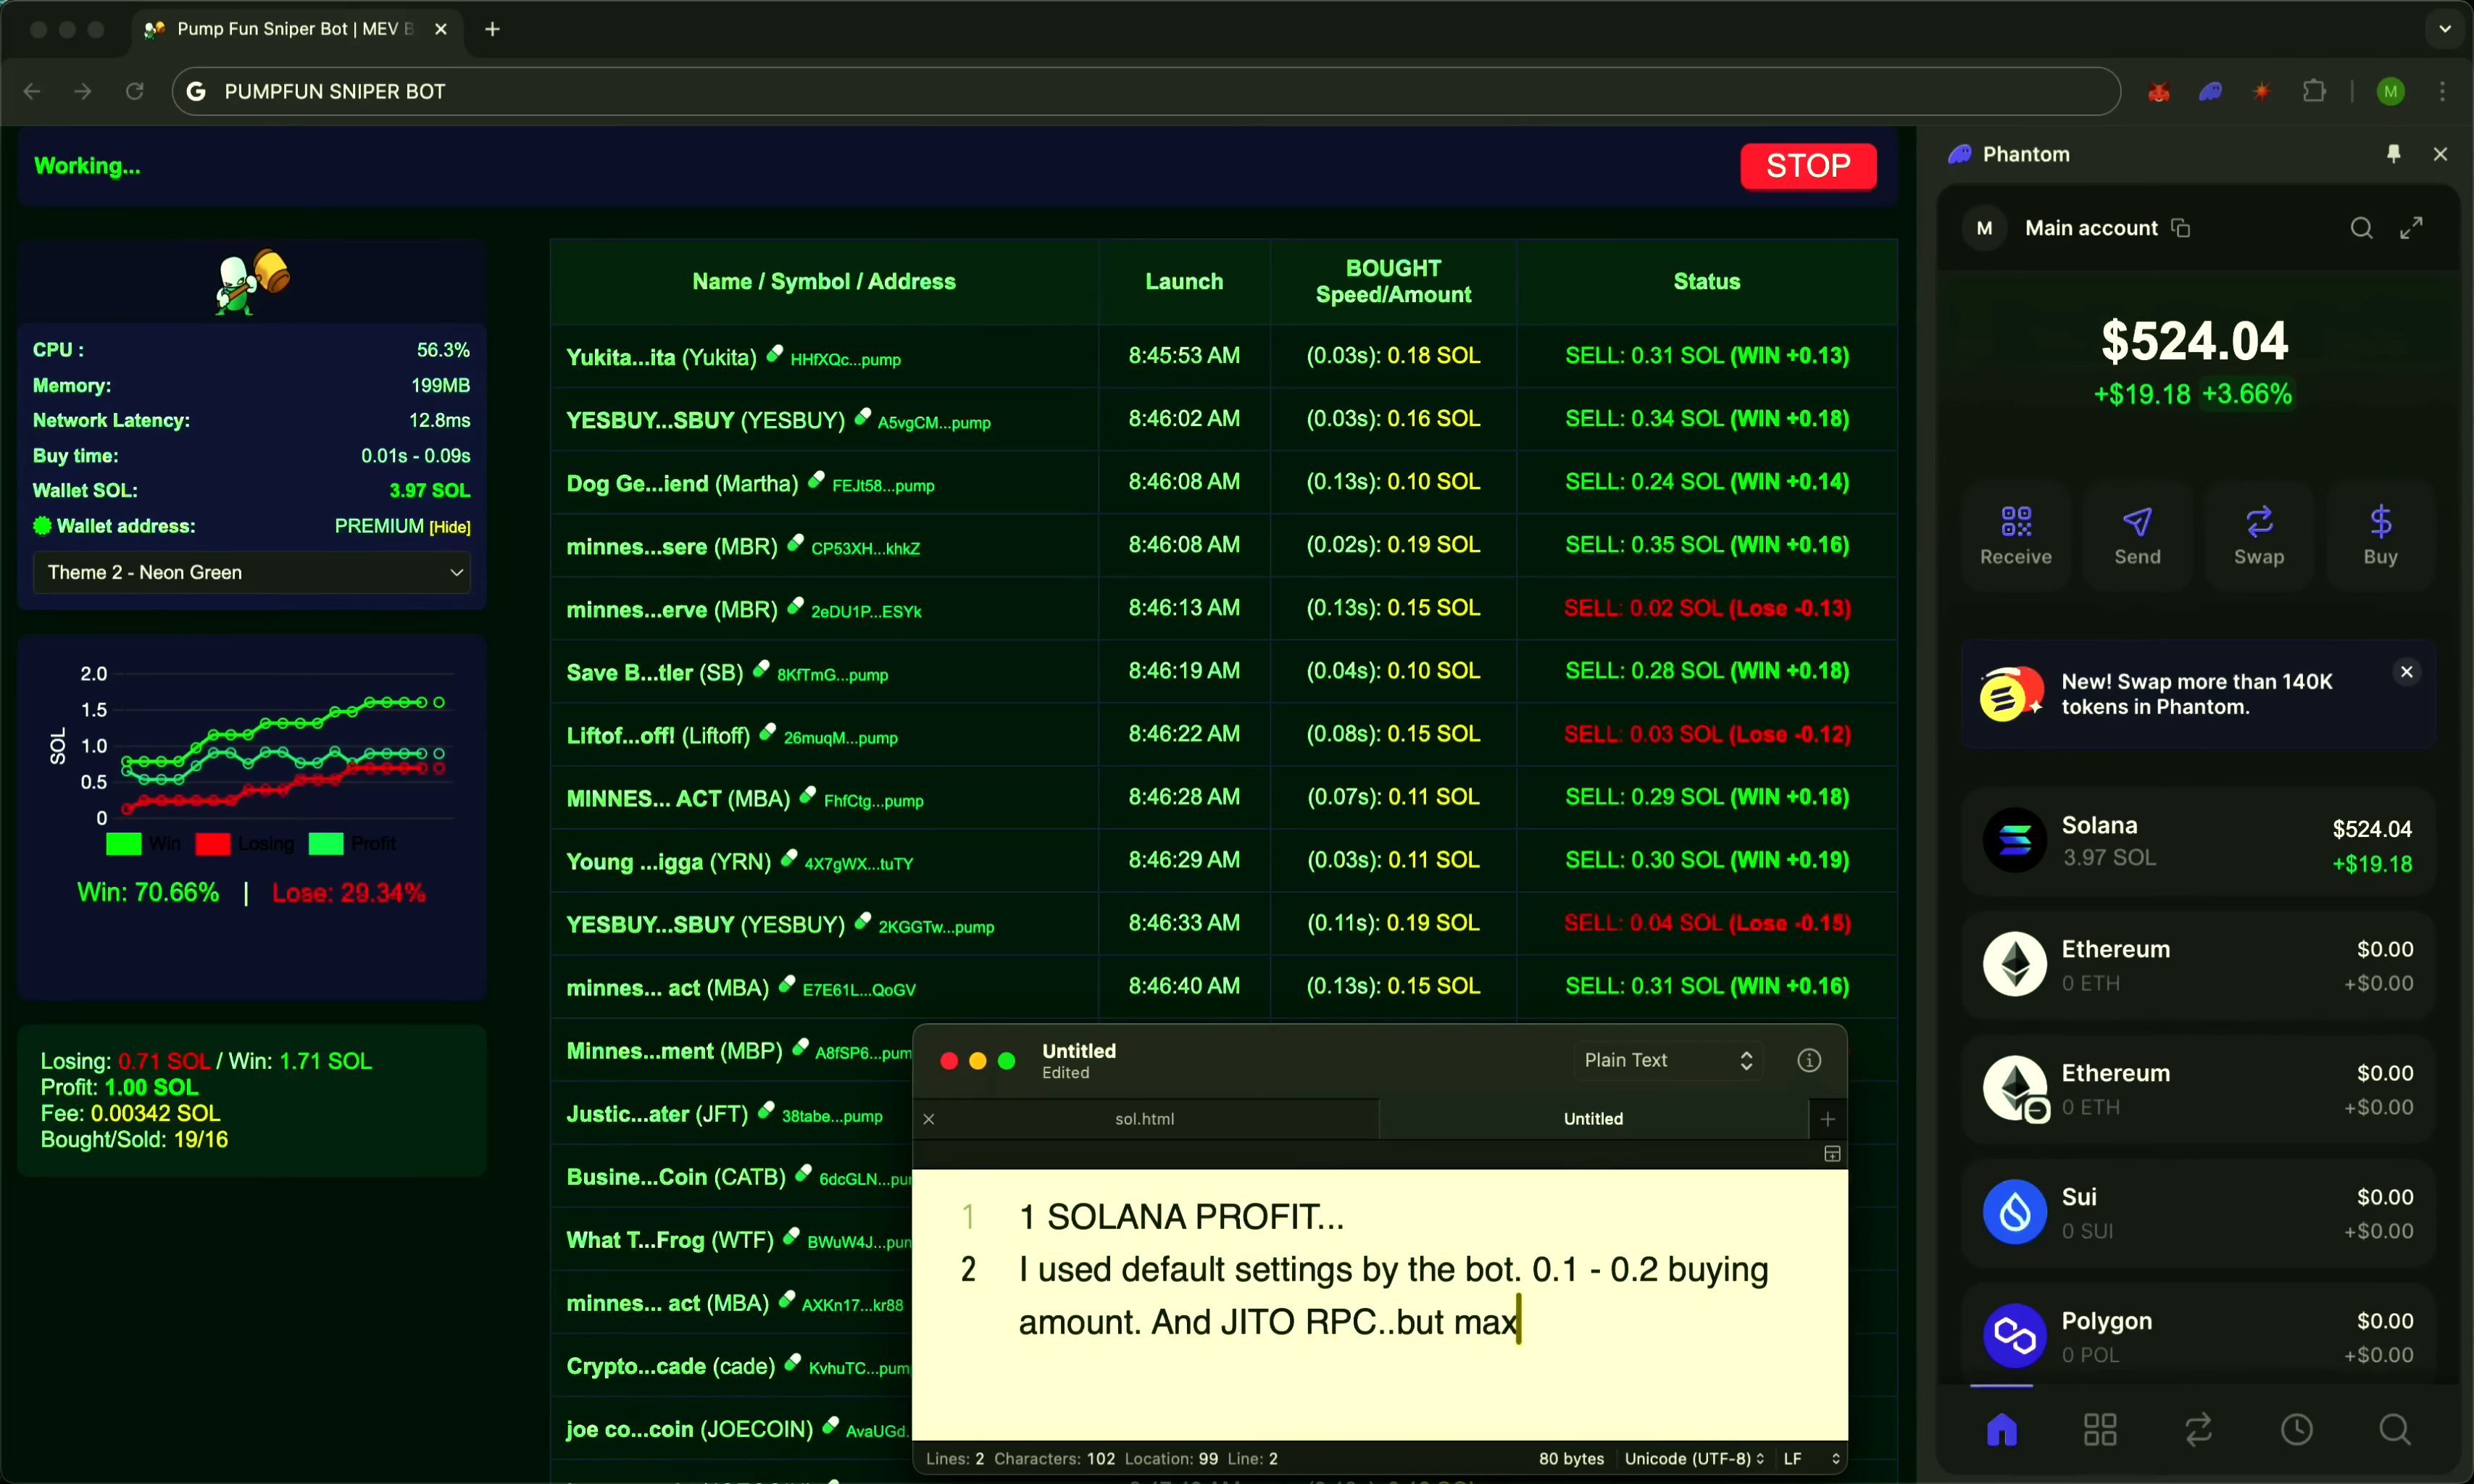 Pump Fun Sniper Bot | MEV B
PUMPFUN SNIPER BOT
M
Working...
STOP
CPU : 56.3%
Memory: 199MB
Network Latency: 12.8ms
Buy time: 0.01s - 0.09s
Wallet SOL: 3.97 SOL
Wallet address: PREMIUM [Hide]
Theme 2 - Neon Green
2.0
1.5
1.0
0.5
0
SOL
Win Losing Profit
Win: 70.66% | Lose: 29.34%
Losing: 0.71 SOL / Win: 1.71 SOL
Profit: 1.00 SOL
Fee: 0.00342 SOL
Bought/Sold: 19/16
Name / Symbol / Address Launch BOUGHT Speed/Amount Status
Yukita...ita (Yukita) HHfXQc...pump 8:45:53 AM (0.03s): 0.18 SOL SELL: 0.31 SOL (WIN +0.13)
YESBUY...SBUY (YESBUY) A5vgCM...pump 8:46:02 AM (0.03s): 0.16 SOL SELL: 0.34 SOL (WIN +0.18)
Dog Ge...iend (Martha) FEJt58...pump 8:46:08 AM (0.13s): 0.10 SOL SELL: 0.24 SOL (WIN +0.14)
minnes...sere (MBR) CP53XH...khkZ 8:46:08 AM (0.02s): 0.19 SOL SELL: 0.35 SOL (WIN +0.16)
minnes...erve (MBR) 2eDU1P...ESYk 8:46:13 AM (0.13s): 0.15 SOL SELL: 0.02 SOL (Lose -0.13)
Save B...tler (SB) 8KfTmG...pump 8:46:19 AM (0.04s): 0.10 SOL SELL: 0.28 SOL (WIN +0.18)
Liftof...off! (Liftoff) 26muqM...pump 8:46:22 AM (0.08s): 0.15 SOL SELL: 0.03 SOL (Lose -0.12)
MINNES... ACT (MBA) FhfCtg...pump 8:46:28 AM (0.07s): 0.11 SOL SELL: 0.29 SOL (WIN +0.18)
Young ...igga (YRN) 4X7gWX...tuTY 8:46:29 AM (0.03s): 0.11 SOL SELL: 0.30 SOL (WIN +0.19)
YESBUY...SBUY (YESBUY) 2KGGTw...pump 8:46:33 AM (0.11s): 0.19 SOL SELL: 0.04 SOL (Lose -0.15)
minnes... act (MBA) E7E61L...QoGV 8:46:40 AM (0.13s): 0.15 SOL SELL: 0.31 SOL (WIN +0.16)
Minnes...ment (MBP) A8fSP6...pum
Justic...ater (JFT) 38tabe...pump
Busine...Coin (CATB) 6dcGLN...pu
What T...Frog (WTF) BWuW4J...pun
minnes... act (MBA) AXKn17...kr88
Crypto...cade (cade) KvhuTC...pum
joe co...coin (JOECOIN) AvaUGd.
Untitled
Edited
Plain Text
sol.html
Untitled
1 1 SOLANA PROFIT...
2 I used default settings by the bot. 0.1 - 0.2 buying
amount. And JITO RPC..but max
Lines: 2 Characters: 102 Location: 99 Line: 2 80 bytes Unicode (UTF-8) LF
Phantom
M Main account
$524.04
+$19.18 +3.66%
Receive Send Swap Buy
New! Swap more than 140K
tokens in Phantom.
Solana $524.04
3.97 SOL +$19.18
Ethereum $0.00
0 ETH +$0.00
Ethereum $0.00
0 ETH +$0.00
Sui $0.00
0 SUI +$0.00
Polygon $0.00
0 POL +$0.00